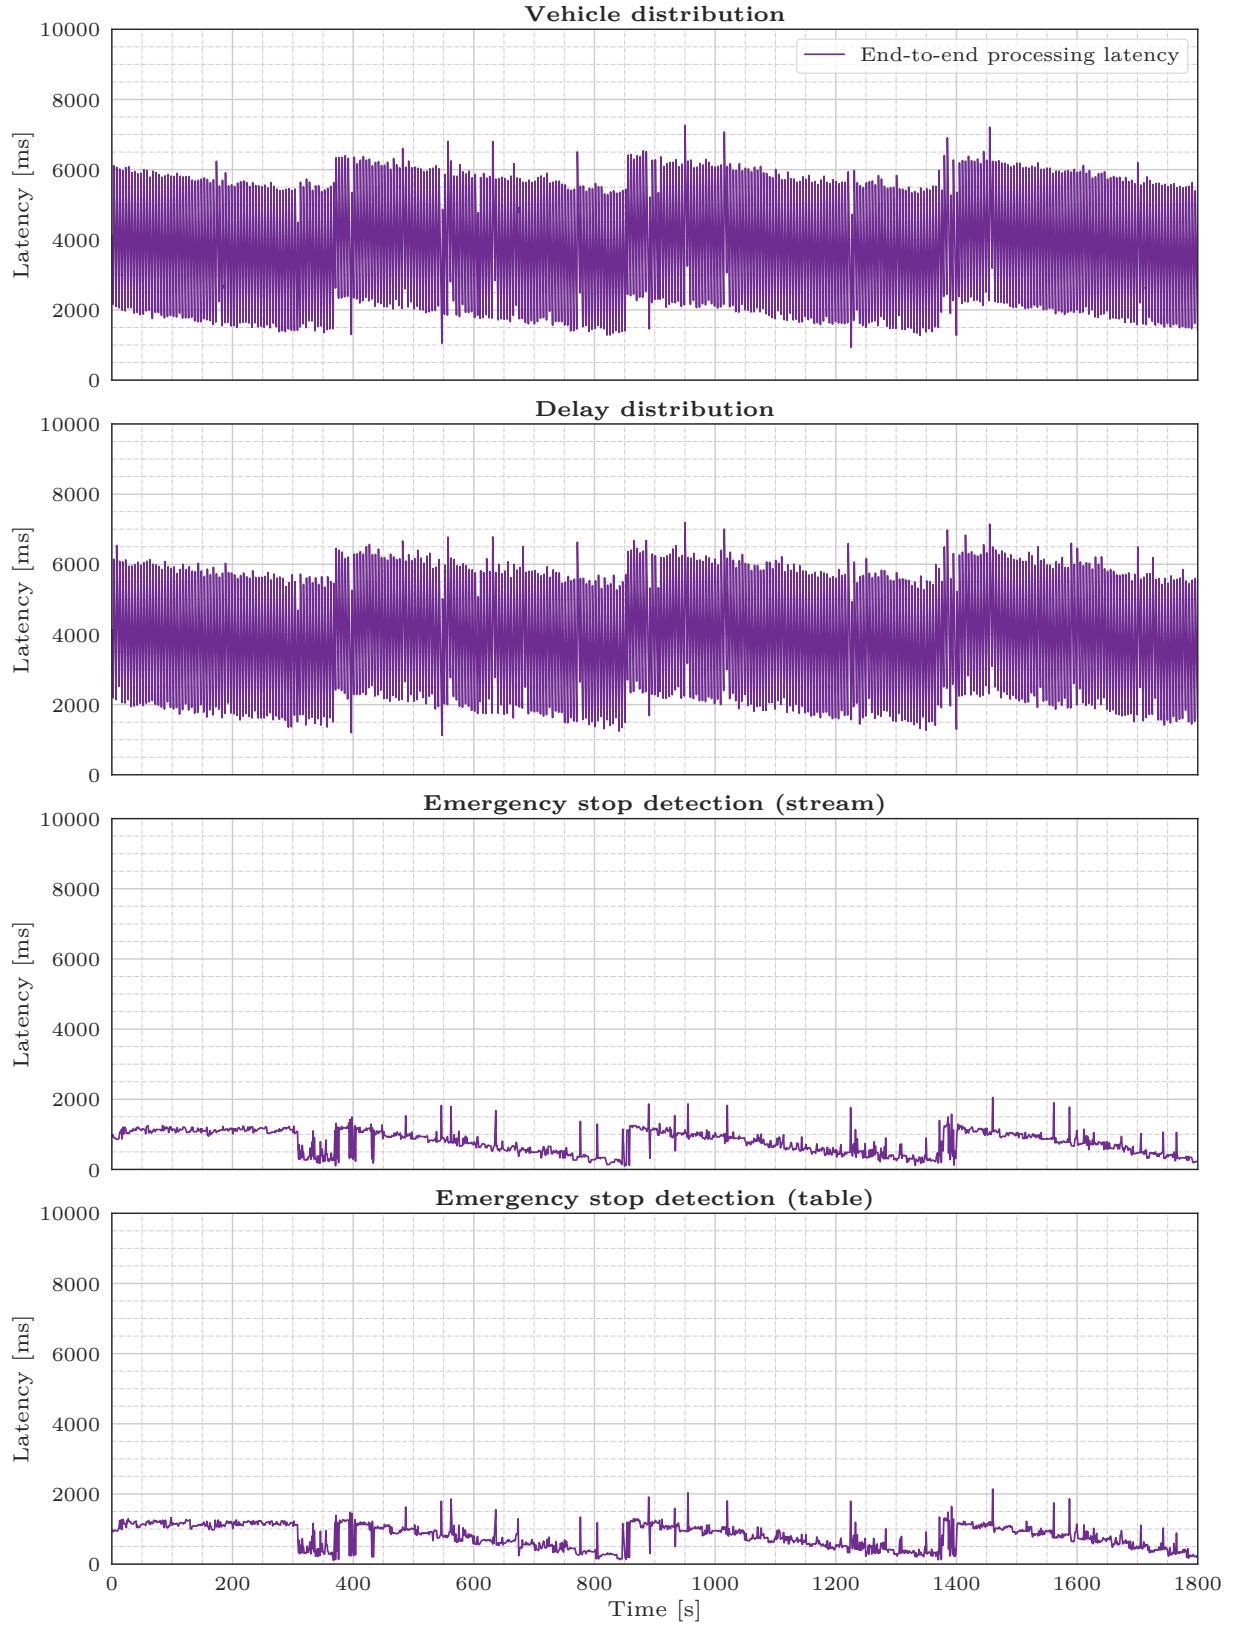 Vehicle distribution
10000
8000
6000
4000
2000
0
Latency [ms]
End-to-end processing latency
Delay distribution
10000
8000
6000
4000
2000
0
Latency [ms]
Emergency stop detection (stream)
10000
8000
6000
4000
2000
0
Latency [ms]
Emergency stop detection (table)
10000
8000
6000
4000
2000
0
Latency [ms]
0 200 400 600 800 1000 1200 1400 1600 1800
Time [s]